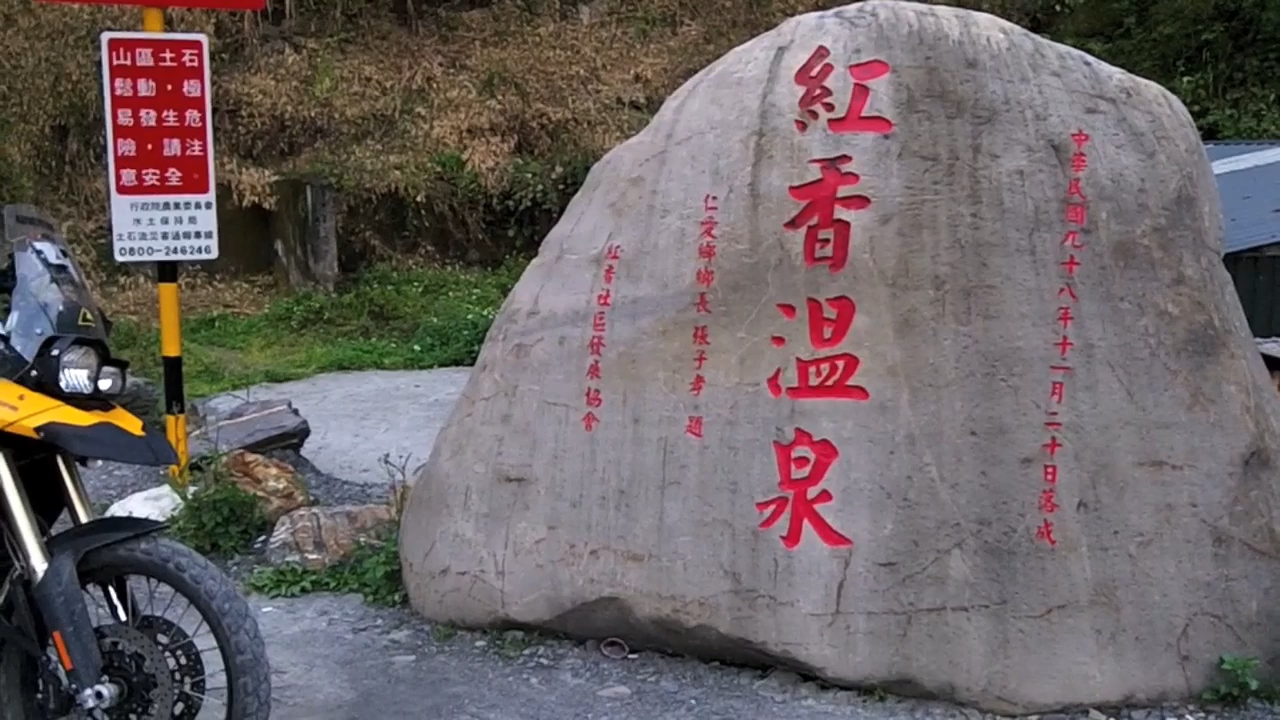 山區土石
鬆動，極
易發生危
險，請注
意安全。
行政院農業委員會
水土保持局
土石流災害通報專線
0800-246246
中華民國九十八年十二月二十日落成
紅香溫泉
仁愛鄉鄉長 張子孝 題
紅香社區發展協會